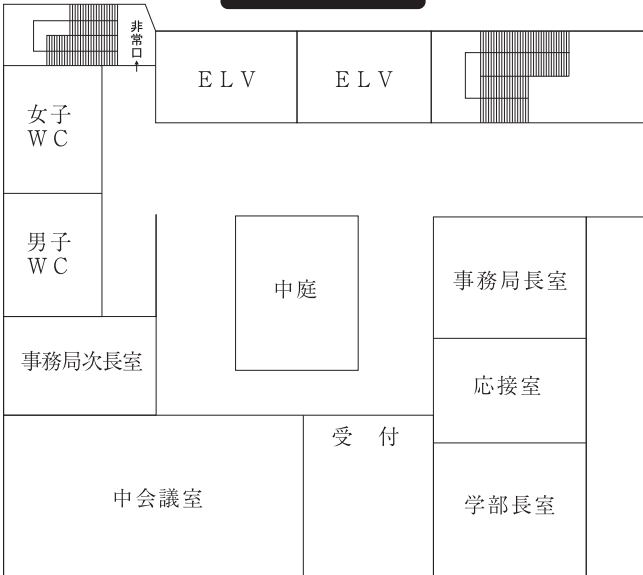 非常口↑
ELV
ELV
女子
WC
男子
WC
中庭
事務局長室
事務局次長室
応接室
受 付
中会議室
学部長室